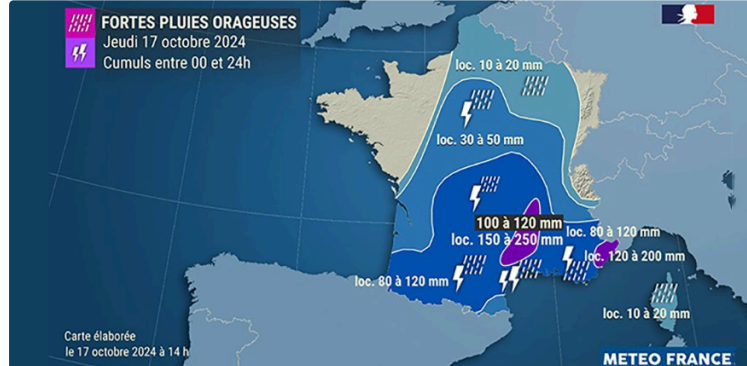 FORTES PLUIES ORAGEUSES
Jeudi 17 octobre 2024
Cumuls entre 00 et 24h
loc. 10 à 20 mm
loc. 30 à 50 mm
100 à 120 mm
loc. 150 à 250 mm
loc. 80 à 120 mm
loc. 120 à 200 mm
loc. 80 à 120 mm
loc. 10 à 20 mm
Carte élaborée
le 17 octobre 2024 à 14 h
METEO FRANCE